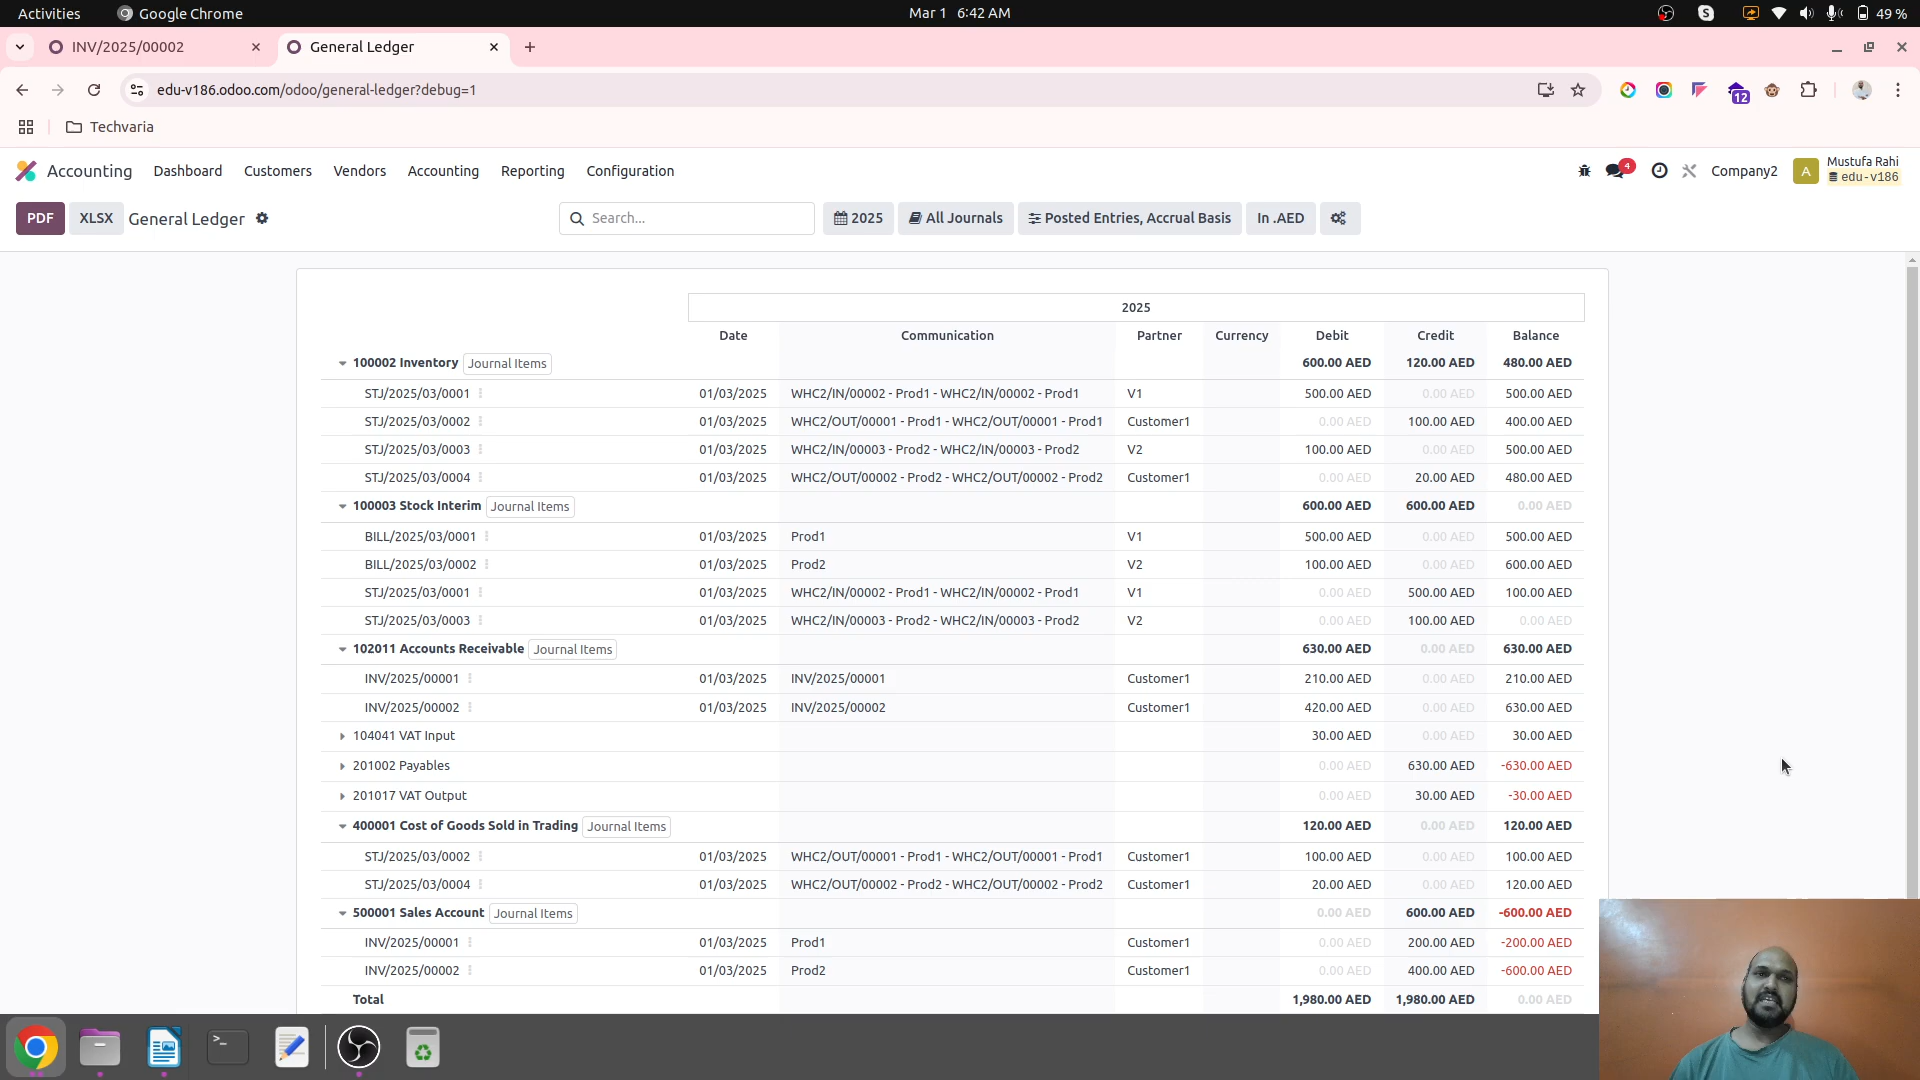 Activities Google Chrome Mar 1 6:42 AM 49 %
INV/2025/00002 General Ledger
edu-v186.odoo.com/odoo/general-ledger?debug=1 12
Techvaria
Accounting Dashboard Customers Vendors Accounting Reporting Configuration 4 Company2 A Mustufa Rahi
edu-v186
PDF XLSX General Ledger Search... 2025 All Journals Posted Entries, Accrual Basis In .AED
2025
Date Communication Partner Currency Debit Credit Balance
100002 Inventory Journal Items 600.00 AED 120.00 AED 480.00 AED
STJ/2025/03/0001 01/03/2025 WHC2/IN/00002 - Prod1 - WHC2/IN/00002 - Prod1 V1 500.00 AED 0.00 AED 500.00 AED
STJ/2025/03/0002 01/03/2025 WHC2/OUT/00001 - Prod1 - WHC2/OUT/00001 - Prod1 Customer1 0.00 AED 100.00 AED 400.00 AED
STJ/2025/03/0003 01/03/2025 WHC2/IN/00003 - Prod2 - WHC2/IN/00003 - Prod2 V2 100.00 AED 0.00 AED 500.00 AED
STJ/2025/03/0004 01/03/2025 WHC2/OUT/00002 - Prod2 - WHC2/OUT/00002 - Prod2 Customer1 0.00 AED 20.00 AED 480.00 AED
100003 Stock Interim Journal Items 600.00 AED 600.00 AED 0.00 AED
BILL/2025/03/0001 01/03/2025 Prod1 V1 500.00 AED 0.00 AED 500.00 AED
BILL/2025/03/0002 01/03/2025 Prod2 V2 100.00 AED 0.00 AED 600.00 AED
STJ/2025/03/0001 01/03/2025 WHC2/IN/00002 - Prod1 - WHC2/IN/00002 - Prod1 V1 0.00 AED 500.00 AED 100.00 AED
STJ/2025/03/0003 01/03/2025 WHC2/IN/00003 - Prod2 - WHC2/IN/00003 - Prod2 V2 0.00 AED 100.00 AED 0.00 AED
102011 Accounts Receivable Journal Items 630.00 AED 0.00 AED 630.00 AED
INV/2025/00001 01/03/2025 INV/2025/00001 Customer1 210.00 AED 0.00 AED 210.00 AED
INV/2025/00002 01/03/2025 INV/2025/00002 Customer1 420.00 AED 0.00 AED 630.00 AED
104041 VAT Input 30.00 AED 0.00 AED 30.00 AED
201002 Payables 0.00 AED 630.00 AED -630.00 AED
201017 VAT Output 0.00 AED 30.00 AED -30.00 AED
400001 Cost of Goods Sold in Trading Journal Items 120.00 AED 0.00 AED 120.00 AED
STJ/2025/03/0002 01/03/2025 WHC2/OUT/00001 - Prod1 - WHC2/OUT/00001 - Prod1 Customer1 100.00 AED 0.00 AED 100.00 AED
STJ/2025/03/0004 01/03/2025 WHC2/OUT/00002 - Prod2 - WHC2/OUT/00002 - Prod2 Customer1 20.00 AED 0.00 AED 120.00 AED
500001 Sales Account Journal Items 0.00 AED 600.00 AED -600.00 AED
INV/2025/00001 01/03/2025 Prod1 Customer1 0.00 AED 200.00 AED -200.00 AED
INV/2025/00002 01/03/2025 Prod2 Customer1 0.00 AED 400.00 AED -600.00 AED
Total 1,980.00 AED 1,980.00 AED 0.00 AED